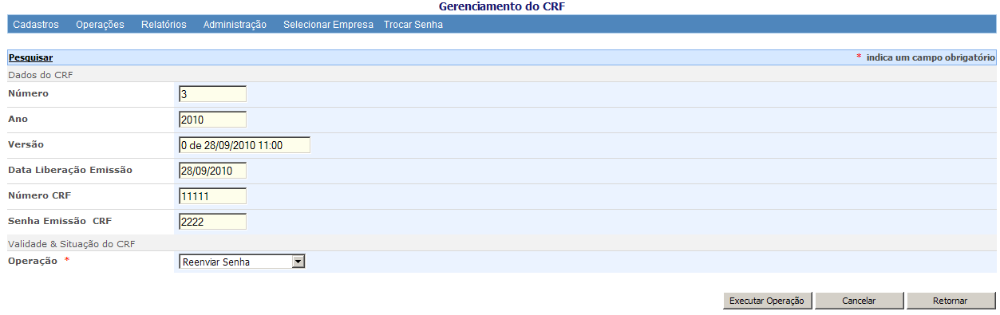 Gerenciamento do CRF
Cadastros Operações Relatórios Administração Selecionar Empresa Trocar Senha
Pesquisar * indica um campo obrigatório
Dados do CRF
Número 3
Ano 2010
Versão 0 de 28/09/2010 11:00
Data Liberação Emissão 28/09/2010
Número CRF 11111
Senha Emissão CRF 2222
Validade & Situação do CRF
Operação * Reenviar Senha
Executar Operação Cancelar Retornar